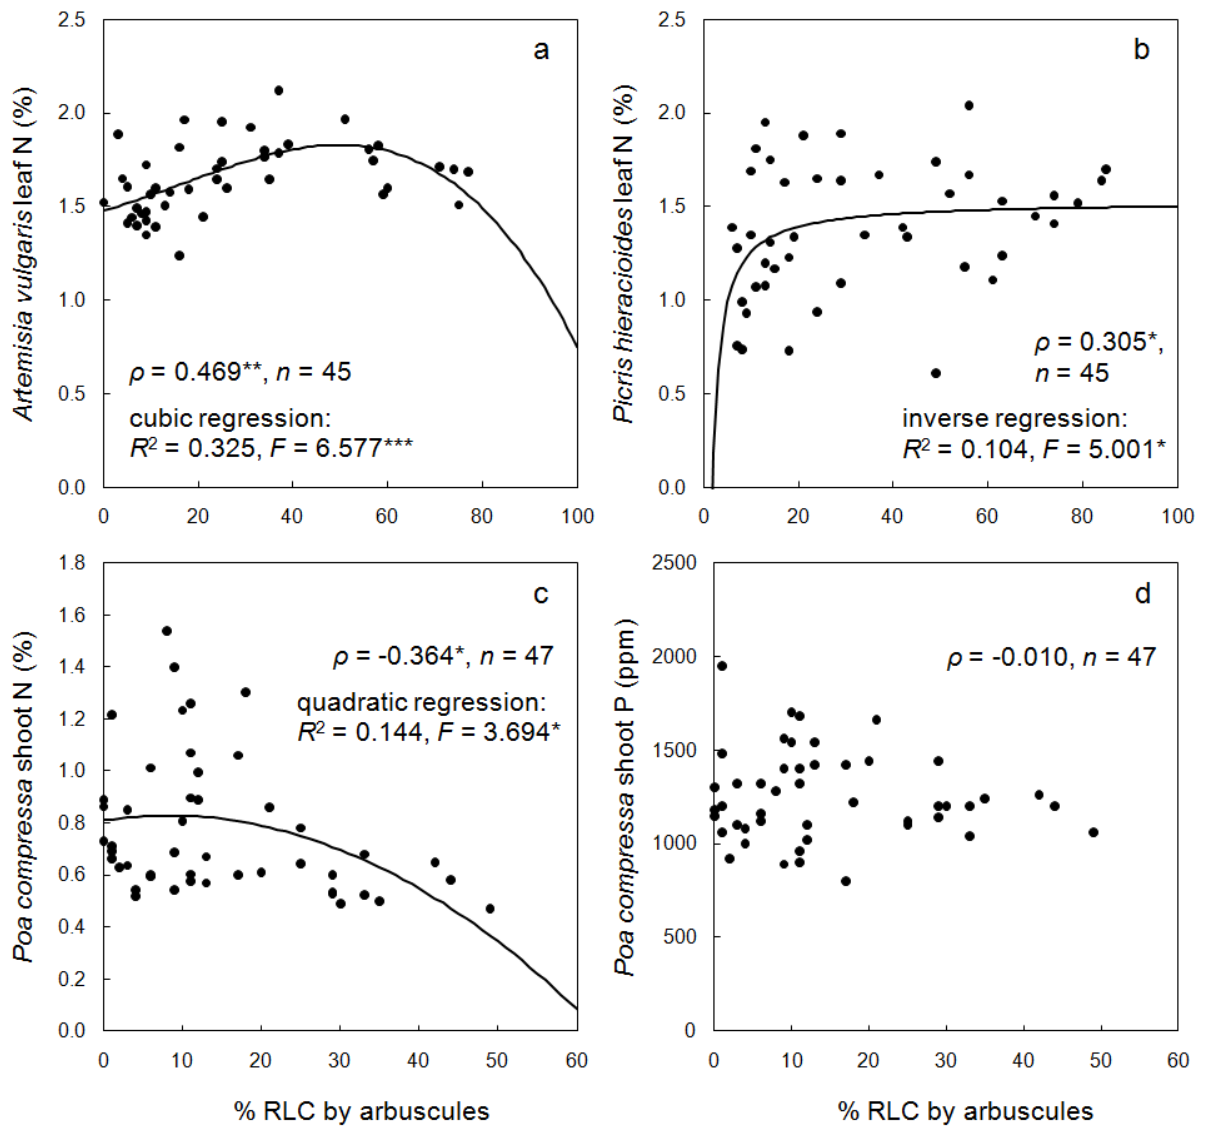 a
Artemisia vulgaris leaf N (%)
2.5
2.0
1.5
1.0
0.5
0.0
ρ = 0.469**, n = 45
cubic regression:
R² = 0.325, F = 6.577***
0 20 40 60 80 100
b
Picris hieracioides leaf N (%)
2.5
2.0
1.5
1.0
0.5
0.0
ρ = 0.305*,
n = 45
inverse regression:
R² = 0.104, F = 5.001*
0 20 40 60 80 100
c
Poa compressa shoot N (%)
1.8
1.6
1.4
1.2
1.0
0.8
0.6
0.4
0.2
0.0
ρ = -0.364*, n = 47
quadratic regression:
R² = 0.144, F = 3.694*
0 10 20 30 40 50 60
% RLC by arbuscules
d
Poa compressa shoot P (ppm)
2500
2000
1500
1000
500
0
ρ = -0.010, n = 47
0 10 20 30 40 50 60
% RLC by arbuscules